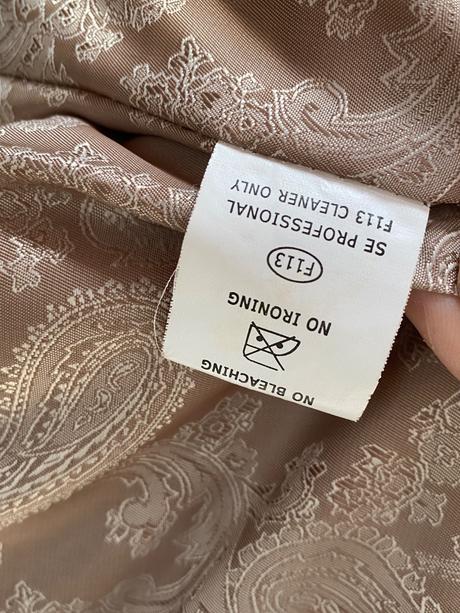 NO BLEACHING
NO IRONING
F113
SE PROFESSIONAL
F113 CLEANER ONLY